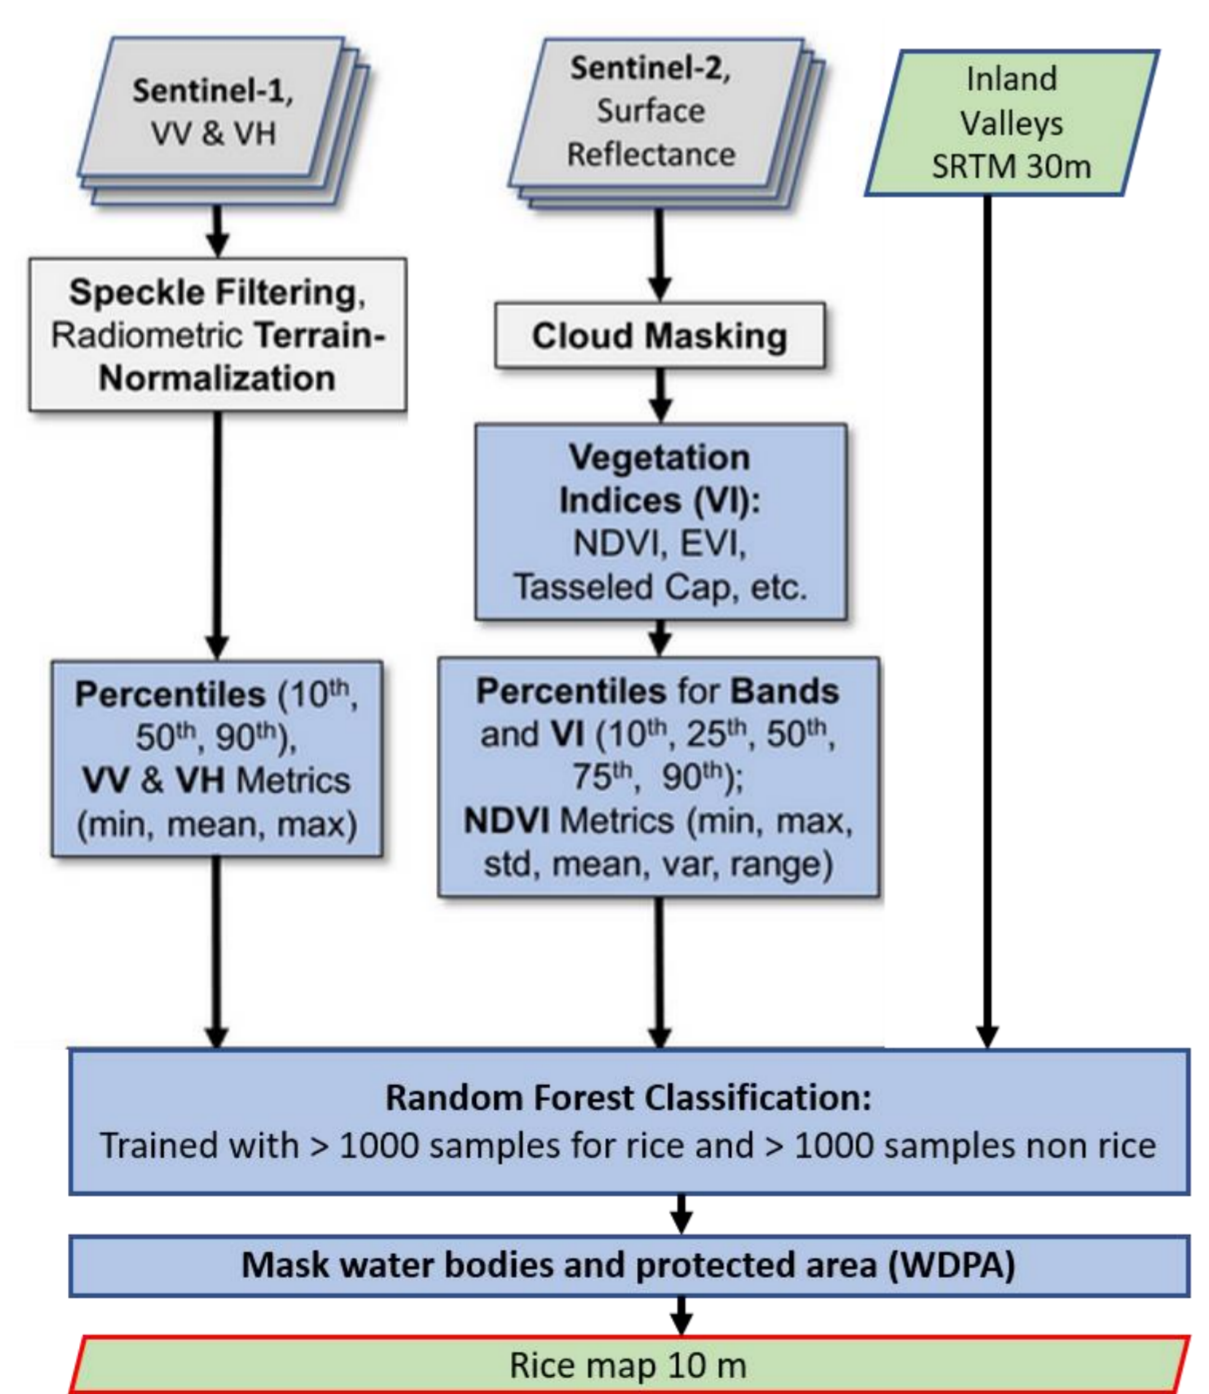 Sentinel-1,
VV & VH
Sentinel-2,
Surface
Reflectance
Inland
Valleys
SRTM 30m
Speckle Filtering,
Radiometric Terrain-
Normalization
Cloud Masking
Vegetation
Indices (VI):
NDVI, EVI,
Tasseled Cap, etc.
Percentiles (10th,
50th, 90th),
VV & VH Metrics
(min, mean, max)
Percentiles for Bands
and VI (10th, 25th, 50th,
75th, 90th);
NDVI Metrics (min, max,
std, mean, var, range)
Random Forest Classification:
Trained with > 1000 samples for rice and > 1000 samples non rice
Mask water bodies and protected area (WDPA)
Rice map 10 m